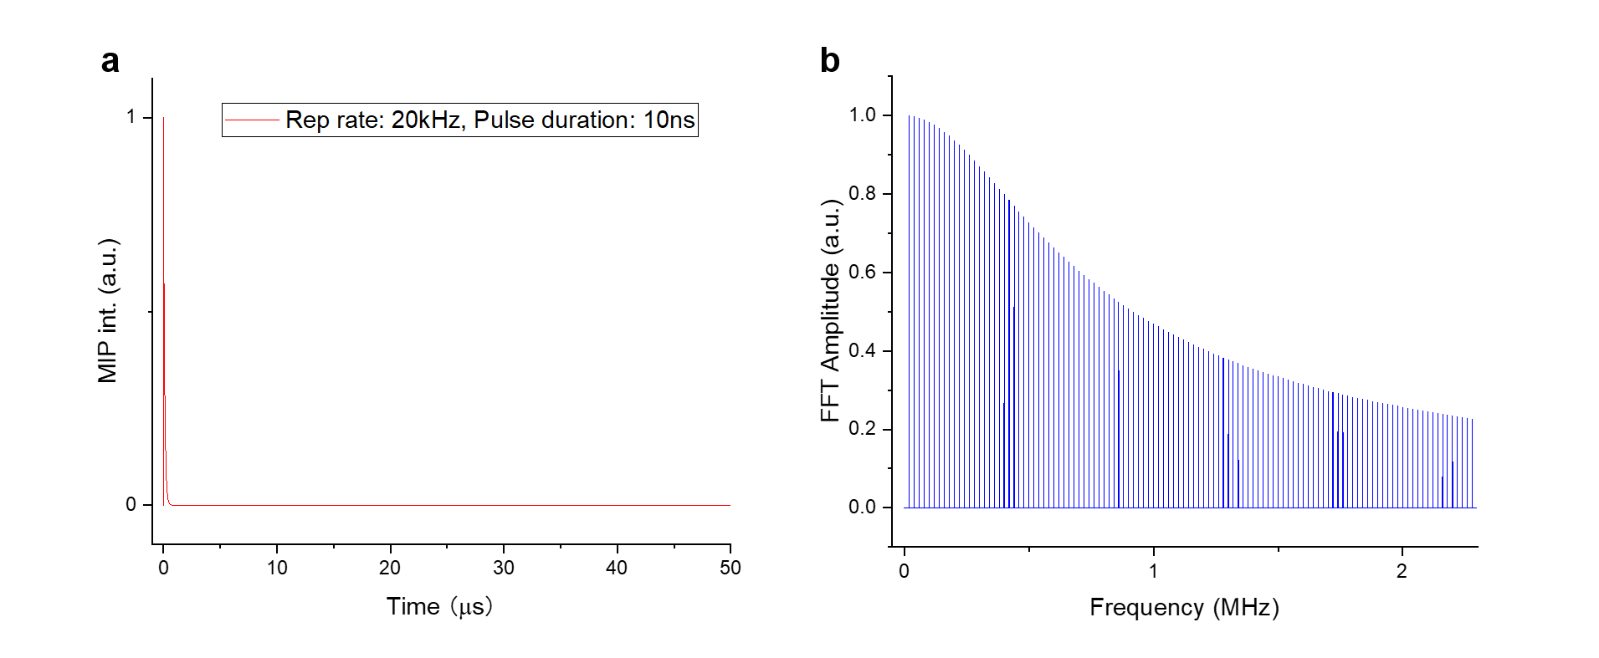 a
1
Rep rate: 20kHz, Pulse duration: 10ns
MIP int. (a.u.)
0
0 10 20 30 40 50
Time (μs)
b
1.0
0.8
0.6
0.4
0.2
0.0
FFT Amplitude (a.u.)
0 1 2
Frequency (MHz)